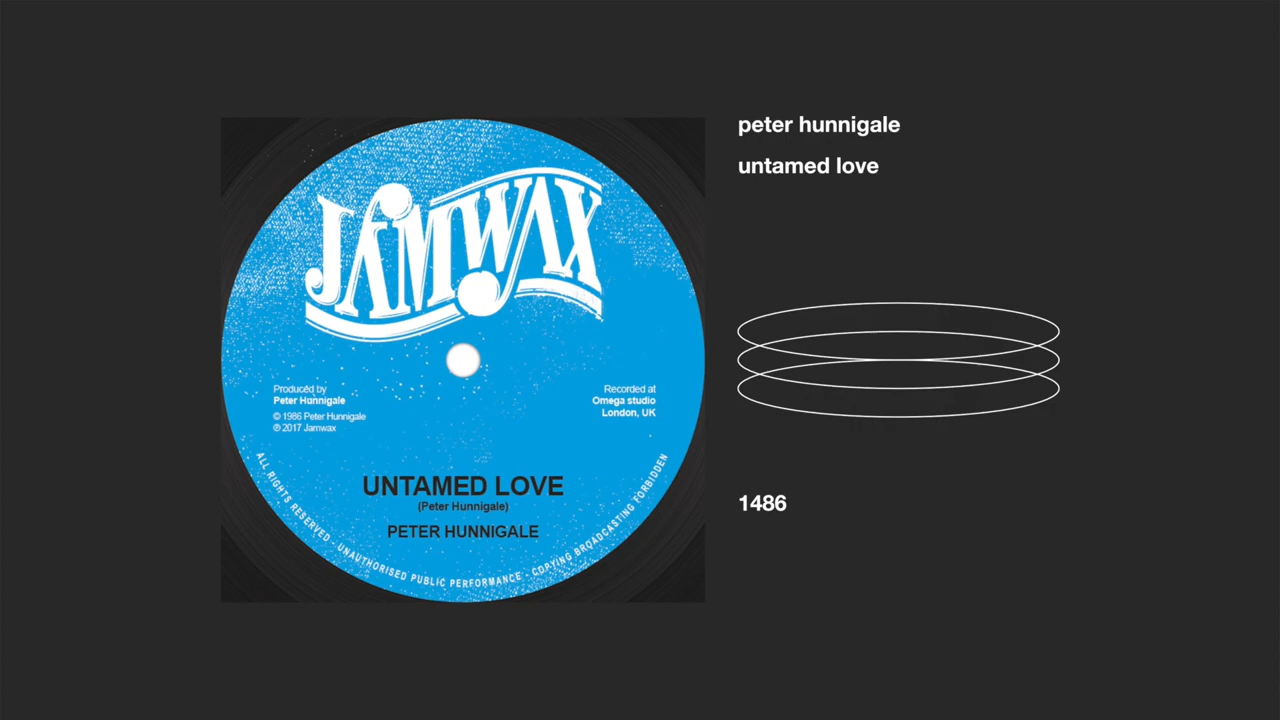 peter hunnigale
untamed love
JAMWAX
Produced by
Peter Hunnigale
© 1986 Peter Hunnigale
℗ 2017 Jamwax
Recorded at
Omega studio
London, UK
UNTAMED LOVE
(Peter Hunnigale)
PETER HUNNIGALE
ALL RIGHTS RESERVED - UNAUTHORISED PUBLIC PERFORMANCE - COPYING BROADCASTING FORBIDDEN
1486